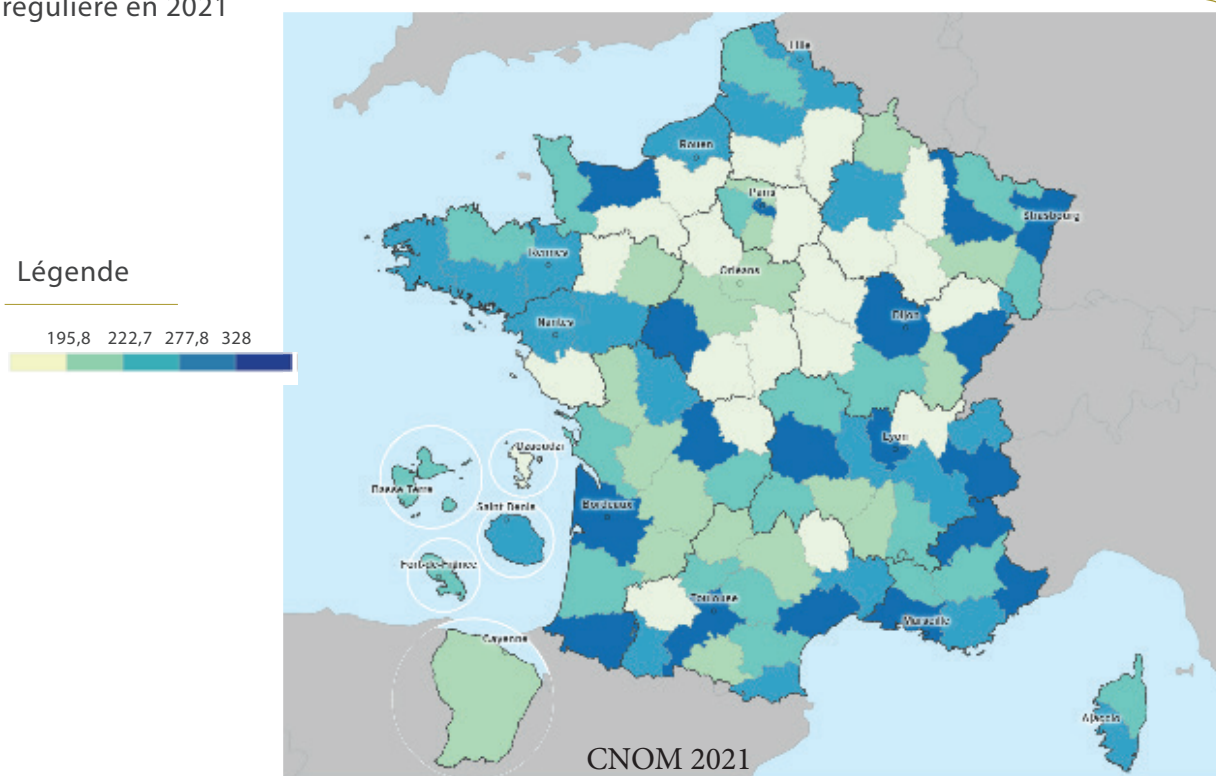 régulière en 2021
Lille
Rouen
Paris
Strasbourg
Rennes
Orléans
Légende
Nantes
Dijon
195,8 222,7 277,8 328
Dzaoudzi
Lyon
Basse Terre
Saint Denis
Bordeaux
Fort-de-France
Toulouse
Marseille
Cayenne
Ajaccio
CNOM 2021